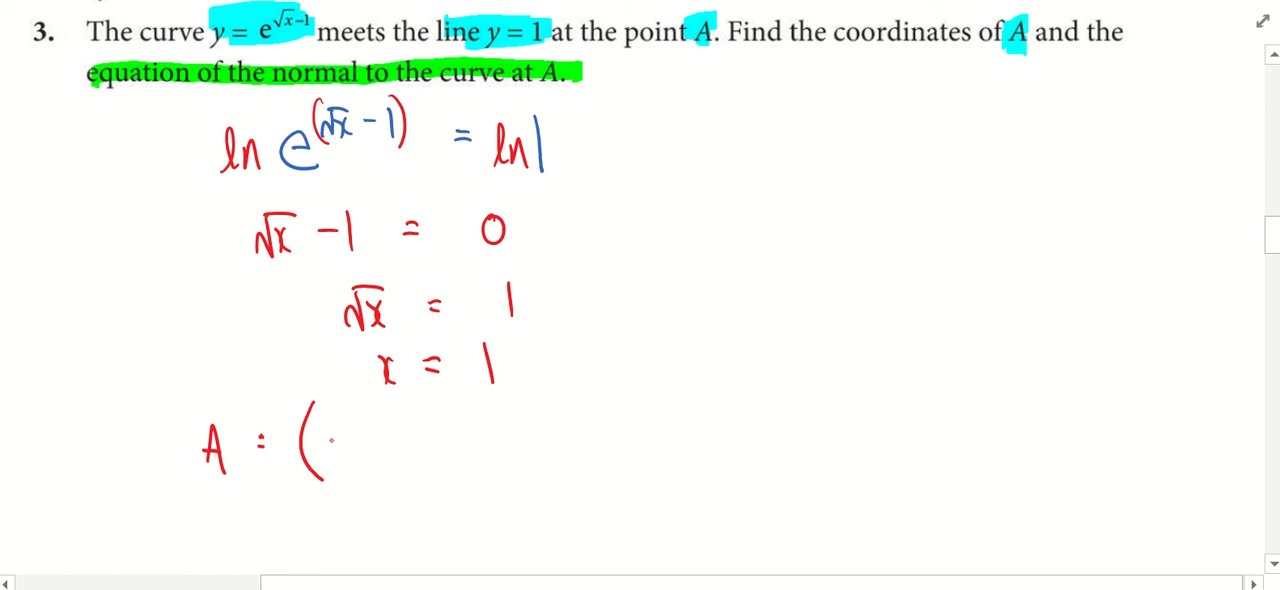 3. The curve y = e^{√x−1} meets the line y = 1 at the point A. Find the coordinates of A and the
equation of the normal to the curve at A.
ln e^{(√x − 1)} = ln 1
√x − 1 = 0
√x = 1
x = 1
A : (